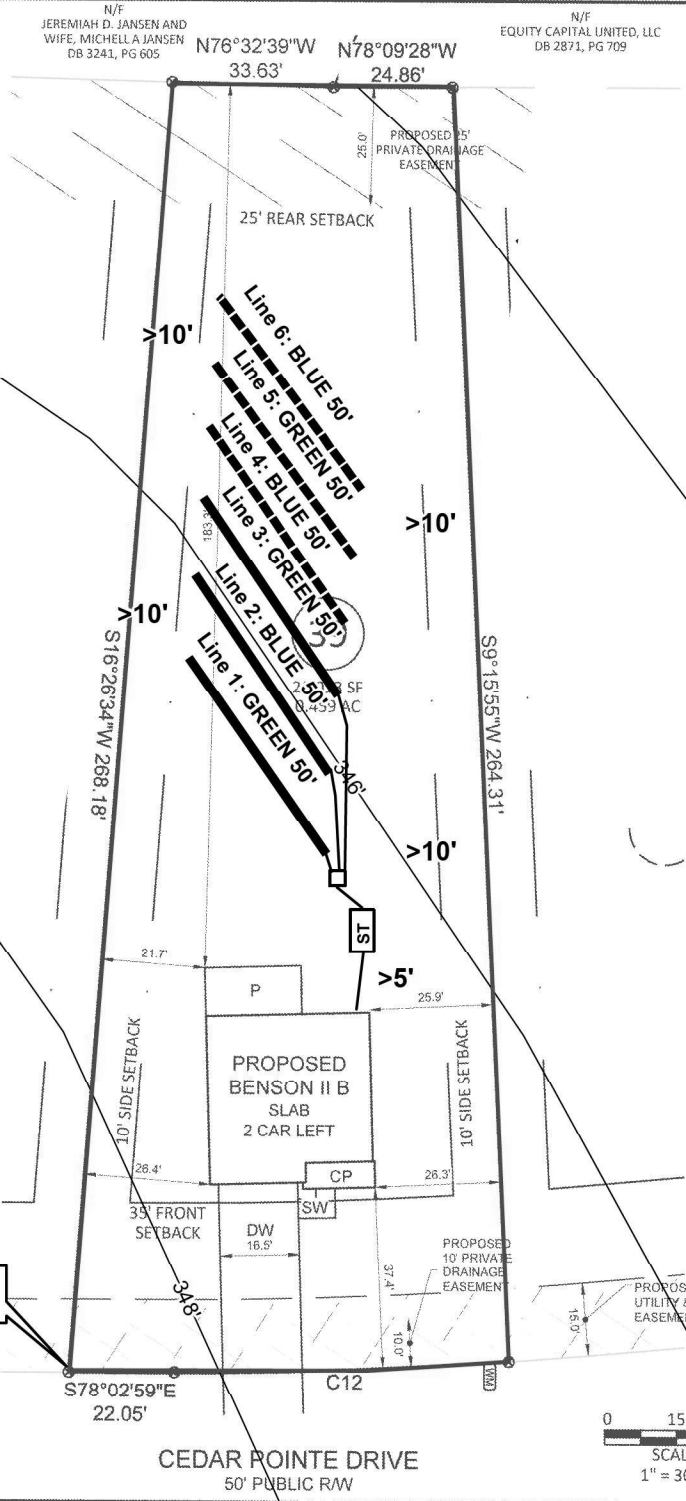 N/F
JEREMIAH D. JANSEN AND
WIFE, MICHELL A JANSEN
DB 3241, PG 605
N/F
EQUITY CAPITAL UNITED, LLC
DB 2871, PG 709
N76°32'39"W
33.63'
N78°09'28"W
24.86'
25.0'
PROPOSED 25'
PRIVATE DRAINAGE
EASEMENT
25' REAR SETBACK
Line 6: BLUE 50'
>10'
Line 5: GREEN 50'
Line 4: BLUE 50'
>10'
Line 3: GREEN 50'
Line 2: BLUE 50'
>10'
SF
0.459 AC
Line 1: GREEN 50'
S16°26'34"W 268.18'
S9°15'55"W 264.31'
346'
>10'
ST
>5'
21.7'
P
25.9'
10' SIDE SETBACK
PROPOSED
BENSON II B
SLAB
2 CAR LEFT
10' SIDE SETBACK
26.4'
CP
26.3'
SW
35' FRONT
SETBACK
DW
16.5'
37.4'
PROPOSED
10' PRIVATE
DRAINAGE
EASEMENT
348'
10.0'
15.0'
PROPOS
UTILITY
EASEME
WM
S78°02'59"E
22.05'
C12
0 15
SCAL
CEDAR POINTE DRIVE
50' PUBLIC R/W